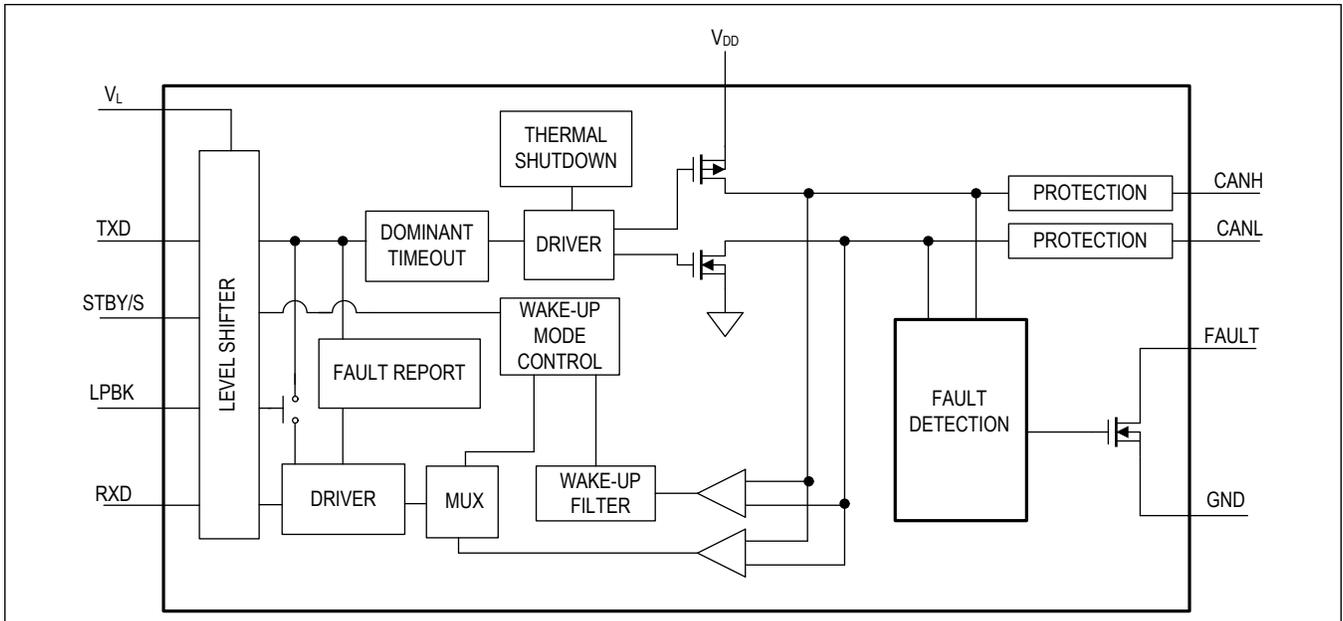 VDD
VL
THERMAL
SHUTDOWN
PROTECTION
CANH
TXD
DOMINANT
TIMEOUT
DRIVER
PROTECTION
CANL
STBY/S
LEVEL SHIFTER
WAKE-UP
MODE
CONTROL
FAULT REPORT
FAULT
LPBK
FAULT
DETECTION
RXD
DRIVER
MUX
WAKE-UP
FILTER
GND